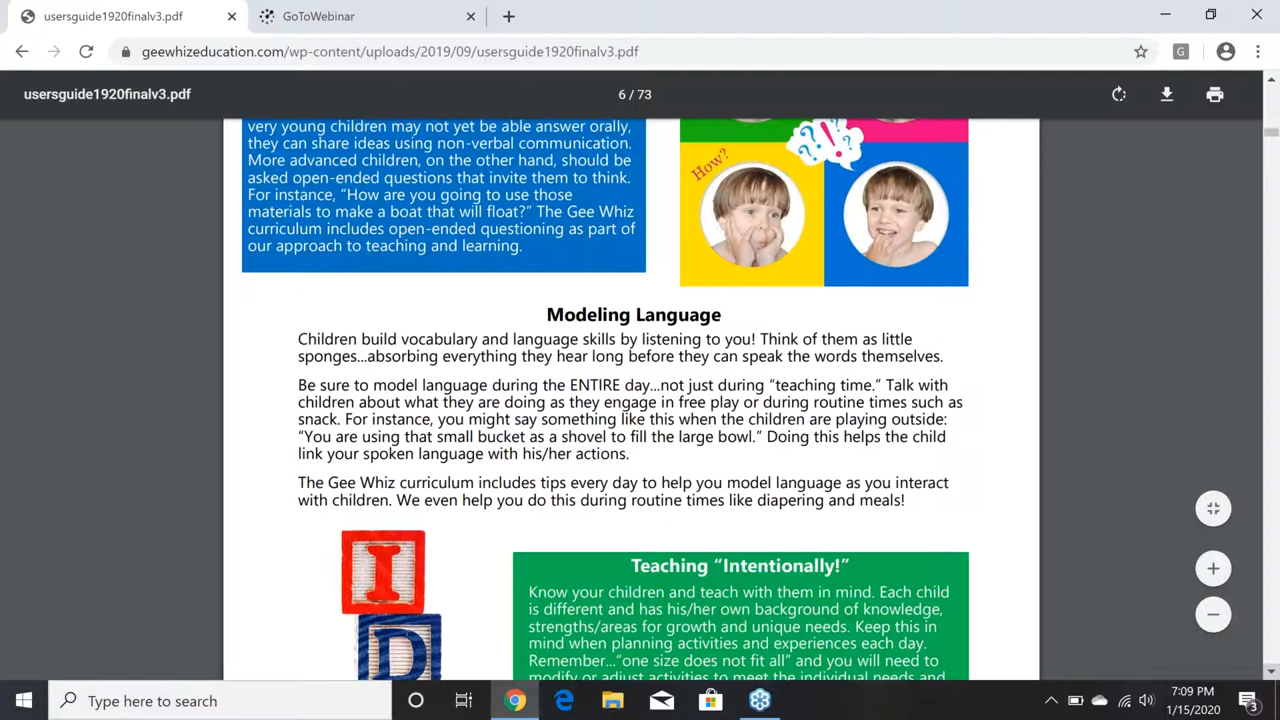 usersguide1920finalv3.pdf
GoToWebinar
geewhizeducation.com/wp-content/uploads/2019/09/usersguide1920finalv3.pdf
G
usersguide1920finalv3.pdf
6 / 73
very young children may not yet be able answer orally,
they can share ideas using non-verbal communication.
More advanced children, on the other hand, should be
asked open-ended questions that invite them to think.
For instance, "How are you going to use those
materials to make a boat that will float?" The Gee Whiz
curriculum includes open-ended questioning as part of
our approach to teaching and learning.
How?
Modeling Language
Children build vocabulary and language skills by listening to you! Think of them as little
sponges...absorbing everything they hear long before they can speak the words themselves.
Be sure to model language during the ENTIRE day...not just during "teaching time." Talk with
children about what they are doing as they engage in free play or during routine times such as
snack. For instance, you might say something like this when the children are playing outside:
"You are using that small bucket as a shovel to fill the large bowl." Doing this helps the child
link your spoken language with his/her actions.
The Gee Whiz curriculum includes tips every day to help you model language as you interact
with children. We even help you do this during routine times like diapering and meals!
I
D
Teaching "Intentionally!"
Know your children and teach with them in mind. Each child
is different and has his/her own background of knowledge,
strengths/areas for growth and unique needs. Keep this in
mind when planning activities and experiences each day.
Remember..."one size does not fit all" and you will need to
modify or adjust activities to meet the individual needs and
Type here to search
7:09 PM
1/15/2020
3